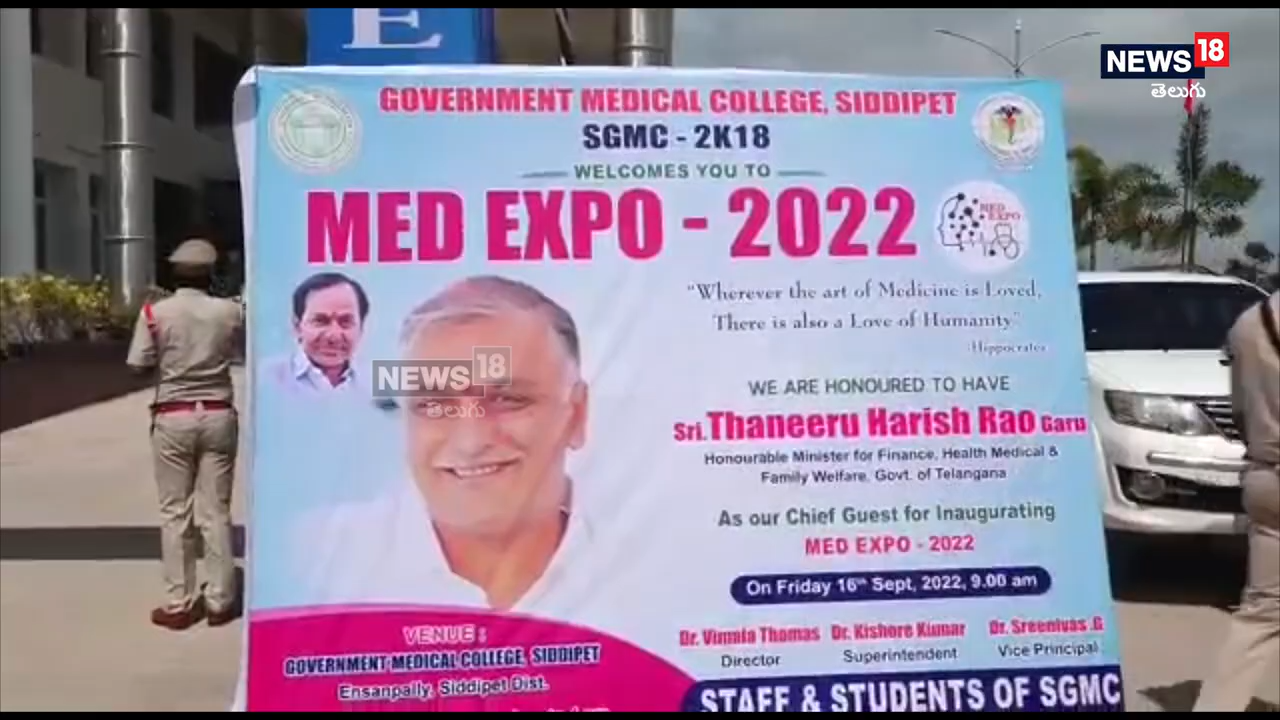 E
NEWS 18
తెలుగు
GOVERNMENT MEDICAL COLLEGE, SIDDIPET
SGMC - 2K18
WELCOMES YOU TO
MED EXPO - 2022
MED
EXPO
"Wherever the art of Medicine is Loved,
There is also a Love of Humanity"
-Hippocrates
NEWS 18
తెలుగు
WE ARE HONOURED TO HAVE
Sri. Thaneeru Harish Rao Garu
Honourable Minister for Finance, Health Medical &
Family Welfare, Govt. of Telangana
As our Chief Guest for Inaugurating
MED EXPO - 2022
On Friday 16th Sept, 2022, 9.00 am
VENUE :
GOVERNMENT MEDICAL COLLEGE, SIDDIPET
Ensanpally, Siddipet Dist.
Dr. Vimala Thomas Dr. Kishore Kumar Dr. Sreenivas .G
Director Superintendent Vice Principal
STAFF & STUDENTS OF SGMC